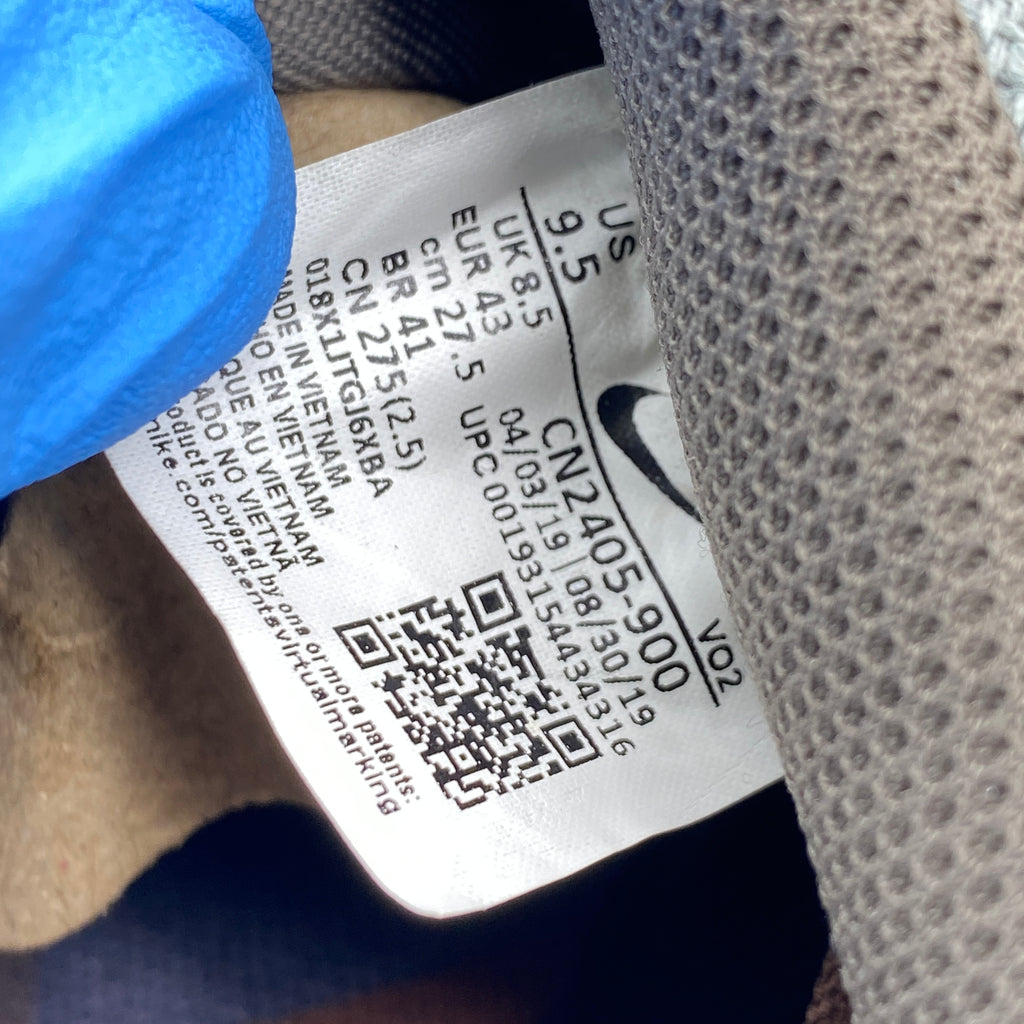 US
9.5
UK 8.5
EUR 43
cm 27.5
BR 41
CN 275(2.5)
018X1JTGJ6XBA
MADE IN VIETNAM
EN VIETNAM
QUE AU VIETNAM
NO VIETNÃ
is covered by one or more patents:
nike.com/patentsvirtualmarking
VO2
CN2405-900
04/03/19 | 08/30/19
UPC 00193154434316